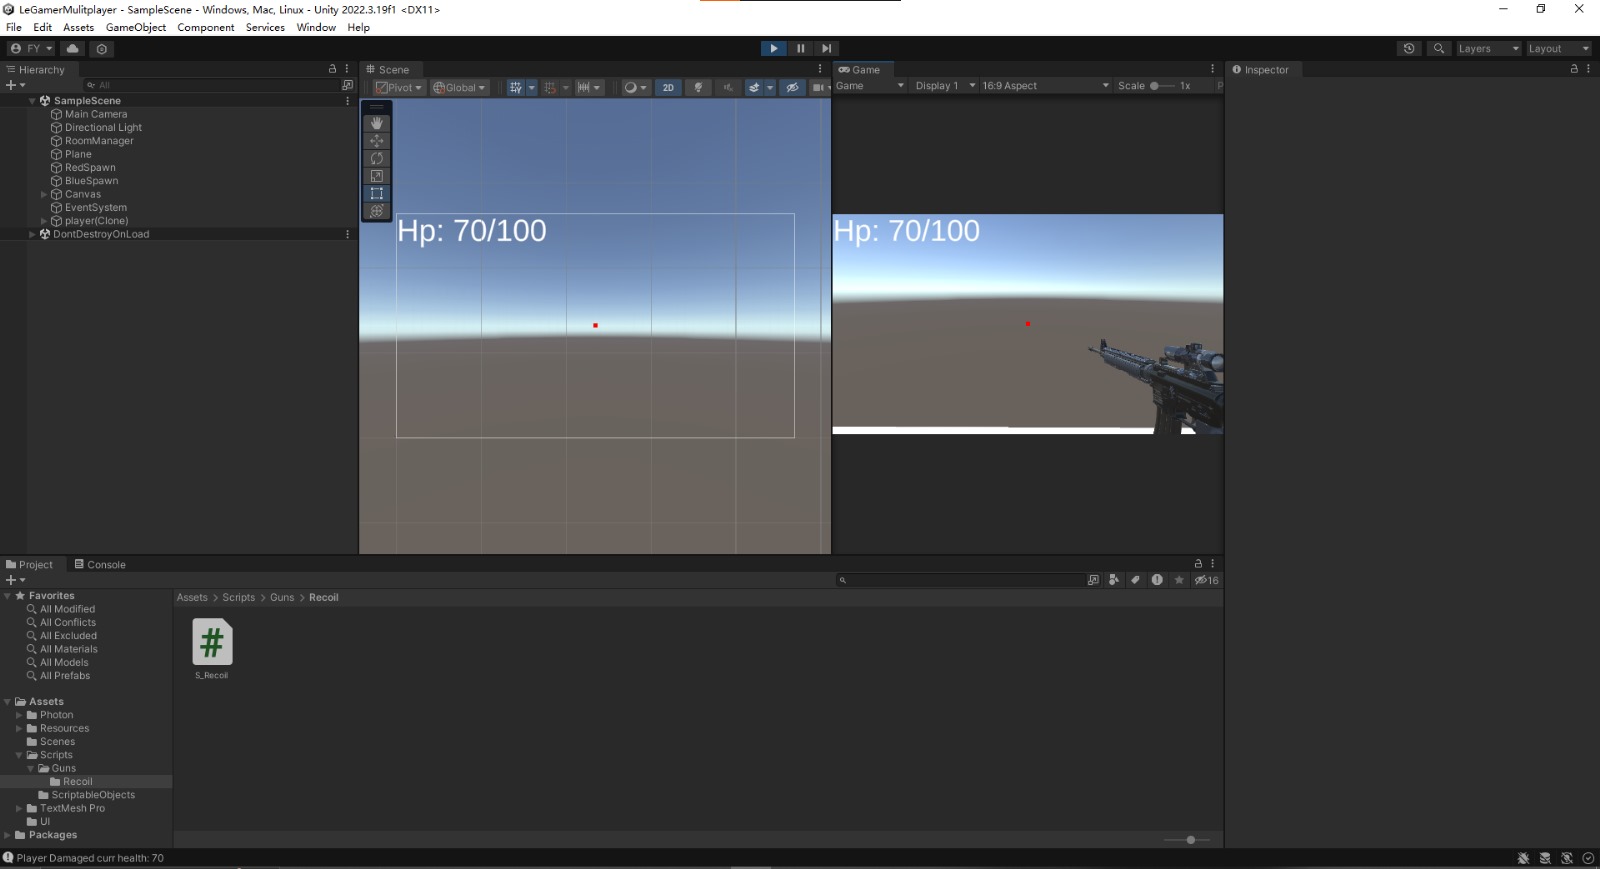 LeGamerMulitplayer - SampleScene - Windows, Mac, Linux - Unity 2022.3.19f1 <DX11>
File Edit Assets GameObject Component Services Window Help
FY Layers Layout
Hierarchy
All
SampleScene
Main Camera
Directional Light
RoomManager
Plane
RedSpawn
BlueSpawn
Canvas
EventSystem
player(Clone)
DontDestroyOnLoad
Scene
Pivot Global 2D
Hp: 70/100
Game
Game Display 1 16:9 Aspect Scale 1x P
Hp: 70/100
Inspector
Project Console
16
Favorites
All Modified
All Conflicts
All Excluded
All Materials
All Models
All Prefabs
Assets
Photon
Resources
Scenes
Scripts
Guns
Recoil
ScriptableObjects
TextMesh Pro
UI
Packages
Assets > Scripts > Guns > Recoil
#
S_Recoil
Player Damaged curr health: 70